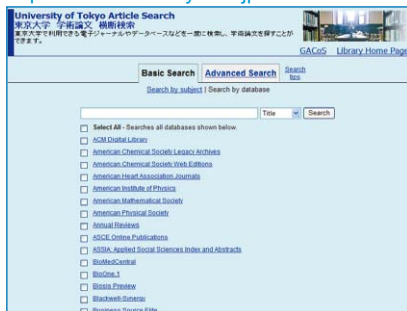 University of Tokyo Article Search
東京大学 学術論文 横断検索
東京大学で利用できる電子ジャーナルやデータベースなどを一度に検索し、学術論文を探すことが
できます。
GACoS Library Home Page
Basic Search Advanced Search Search tips
Search by subject | Search by database
Title Search
Select All - Searches all databases shown below.
ACM Digital Library
American Chemical Society Legacy Archives
American Chemical Society Web Editions
American Heart Association Journals
American Institute of Physics
American Mathematical Society
American Physical Society
Annual Reviews
ASCE Online Publications
ASSIA: Applied Social Sciences Index and Abstracts
BioMedCentral
BioOne.1
Biosis Preview
Blackwell-Synergy
Business Source Elite